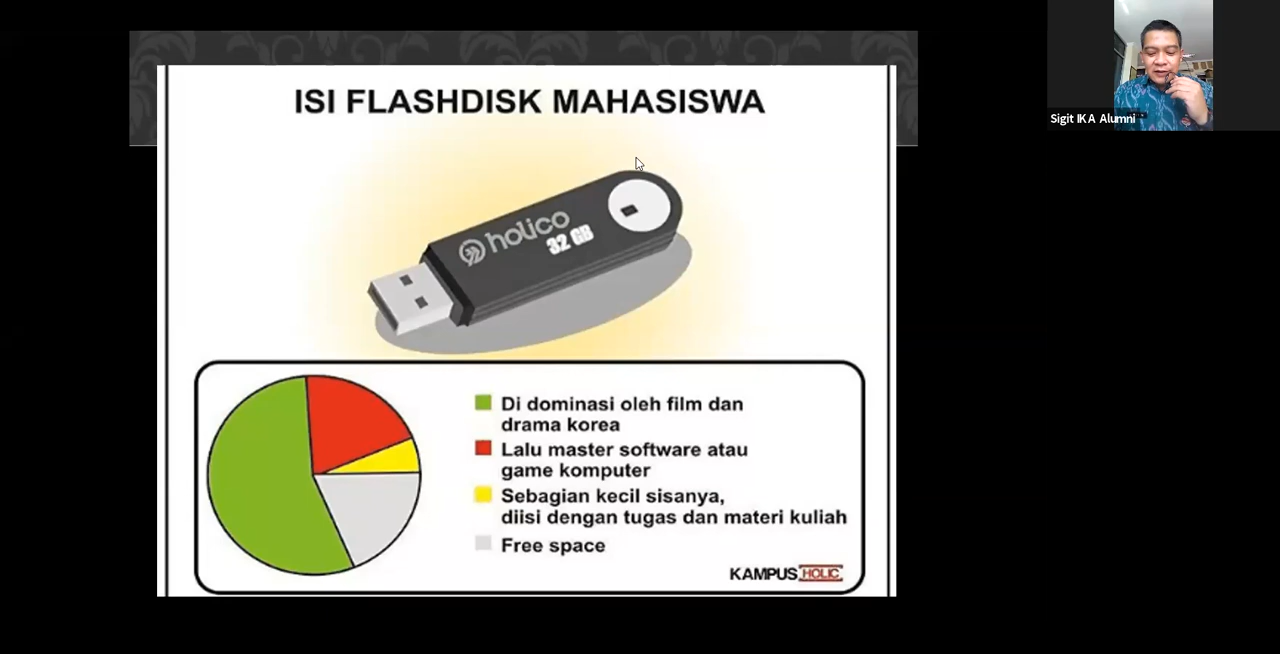 ISI FLASHDISK MAHASISWA
holico
32 GB
Di dominasi oleh film dan
drama korea
Lalu master software atau
game komputer
Sebagian kecil sisanya,
diisi dengan tugas dan materi kuliah
Free space
KAMPUS HOLIC
Sigit IKA Alumni